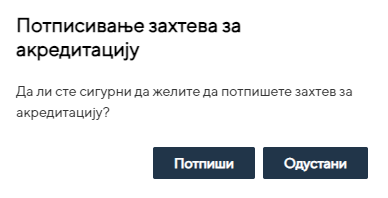 Потписивање захтева за
акредитацију
Да ли сте сигурни да желите да потпишете захтев за
акредитацију?
Потпиши Одустани